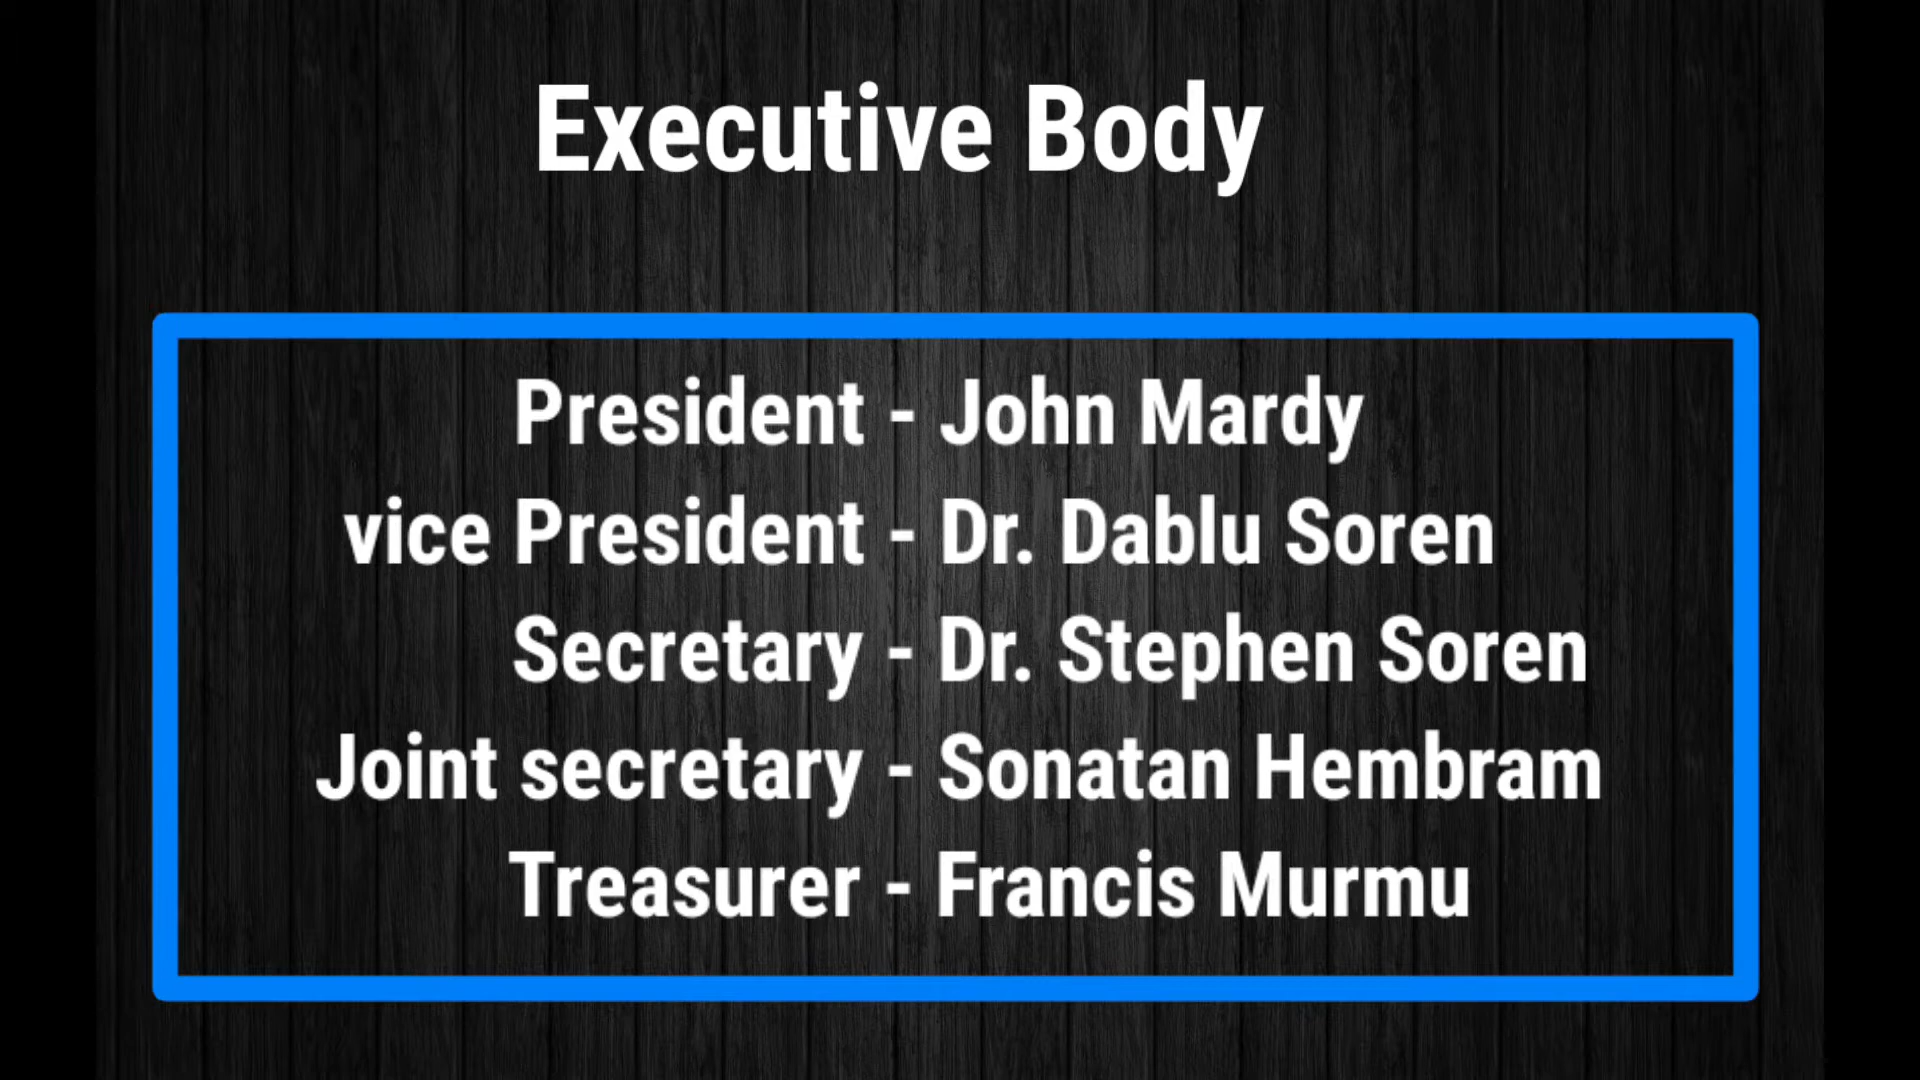 Executive Body
President - John Mardy
vice President - Dr. Dablu Soren
Secretary - Dr. Stephen Soren
Joint secretary - Sonatan Hembram
Treasurer - Francis Murmu